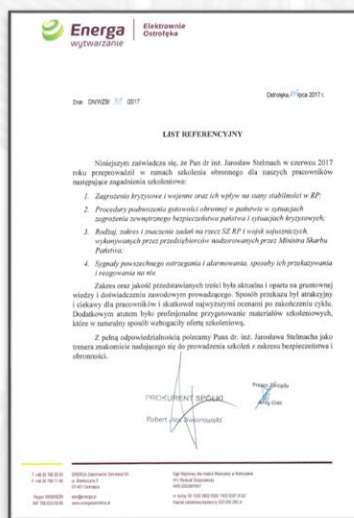 Energa
wytwarzanie
Elektrownie
Ostrołęka
Ostrołęka, lipca 2017 r.
Znak: DN/WZB/ /2017
LIST REFERENCYJNY
Niniejszym zaświadcza się, że Pan dr inż. Jarosław Stelmach w czerwcu 2017
roku przeprowadził w ramach szkolenia obronnego dla naszych pracowników
następujące zagadnienia szkoleniowe:
1. Zagrożenia kryzysowe i wojenne oraz ich wpływ na stany stabilności w RP;
2. Procedury podnoszenia gotowości obronnej w państwie w sytuacjach
zagrożenia zewnętrznego bezpieczeństwa państwa i sytuacjach kryzysowych;
3. Rodzaj, zakres i znaczenie zadań na rzecz SZ RP i wojsk sojuszniczych,
wykonywanych przez przedsiębiorców nadzorowanych przez Ministra Skarbu
Państwa;
4. Sygnały powszechnego ostrzegania i alarmowania, sposoby ich przekazywania
i reagowania na nie.
Zakres oraz jakość przedstawianych treści była aktualna i oparta na gruntownej
wiedzy i doświadczeniu zawodowym prowadzącego. Sposób przekazu był atrakcyjny
i ciekawy dla pracowników i skutkował najwyższymi ocenami po zakończeniu cyklu.
Dodatkowym atutem było profesjonalne przygotowanie materiałów szkoleniowych,
które w naturalny sposób wzbogaciły ofertę szkoleniową.
Z pełną odpowiedzialnością polecamy Pana dr. inż. Jarosława Stelmacha jako
trenera znakomicie nadającego się do prowadzenia szkoleń z zakresu bezpieczeństwa i
obronności.
PROKURENT SPÓŁKI
Robert Jan
Prezes Zarządu